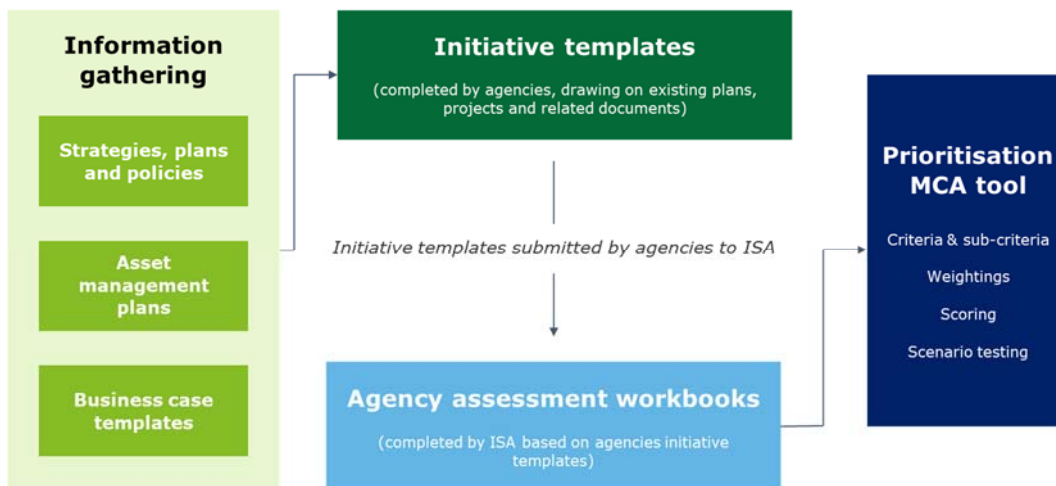 Information
gathering
Strategies, plans
and policies
Asset
management
plans
Business case
templates
Initiative templates
(completed by agencies, drawing on existing plans,
projects and related documents)
Initiative templates submitted by agencies to ISA
Agency assessment workbooks
(completed by ISA based on agencies initiative
templates)
Prioritisation
MCA tool
Criteria & sub-criteria
Weightings
Scoring
Scenario testing